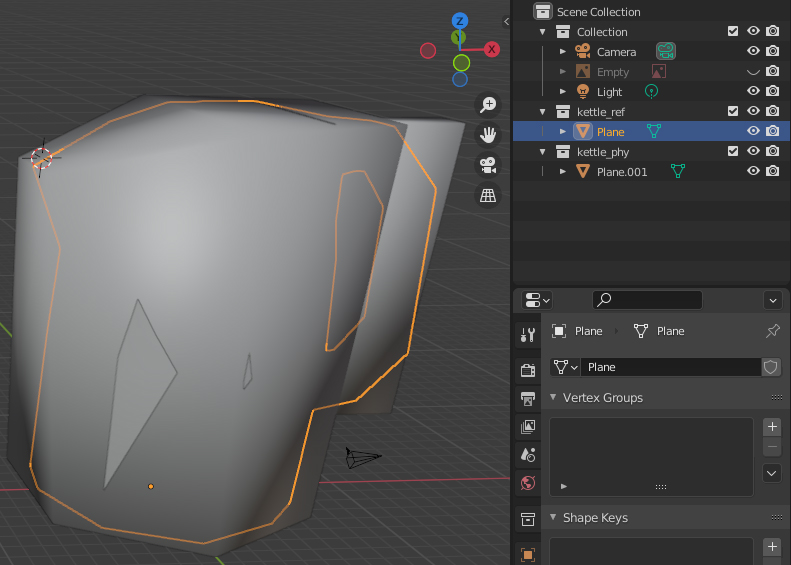 Z
Y
X
Scene Collection
Collection
Camera
Empty
Light
kettle_ref
Plane
kettle_phy
Plane.001
Plane
Plane
Plane
Vertex Groups
Shape Keys